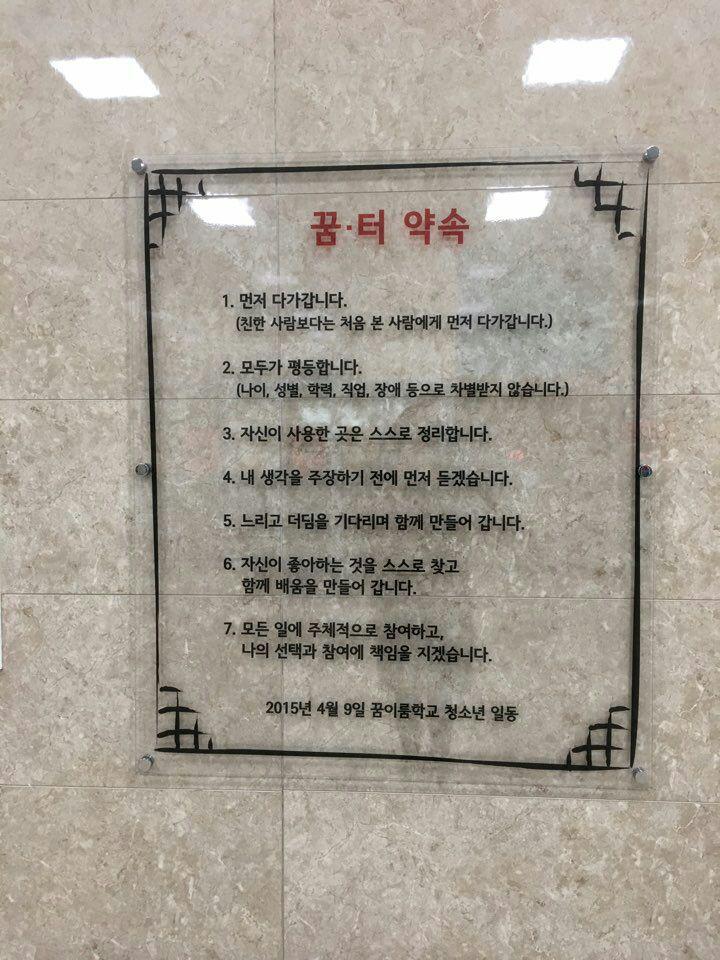 꿈·터 약속
1. 먼저 다가갑니다.
(친한 사람보다는 처음 본 사람에게 먼저 다가갑니다.)
2. 모두가 평등합니다.
(나이, 성별, 학력, 직업, 장애 등으로 차별받지 않습니다.)
3. 자신이 사용한 곳은 스스로 정리합니다.
4. 내 생각을 주장하기 전에 먼저 듣겠습니다.
5. 느리고 더딤을 기다리며 함께 만들어 갑니다.
6. 자신이 좋아하는 것을 스스로 찾고
함께 배움을 만들어 갑니다.
7. 모든 일에 주체적으로 참여하고,
나의 선택과 참여에 책임을 지겠습니다.
2015년 4월 9일 꿈이룸학교 청소년 일동